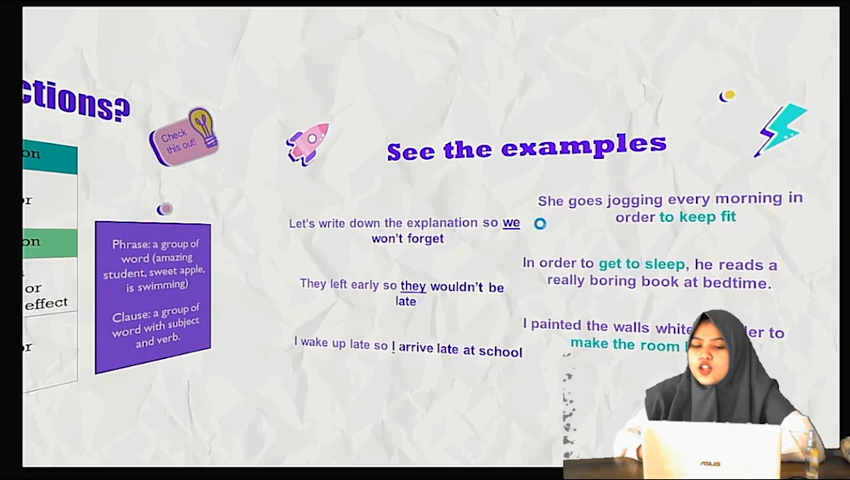 ctions?
on
or
on
or
effect
or
Check
this out!
Phrase: a group of
word (amazing
student, sweet apple,
is swimming)
Clause: a group of
word with subject
and verb.
See the examples
Let's write down the explanation so we
won't forget
They left early so they wouldn't be
late
I wake up late so I arrive late at school
She goes jogging every morning in
order to keep fit
In order to get to sleep, he reads a
really boring book at bedtime.
I painted the walls white to
make the room
ASUS